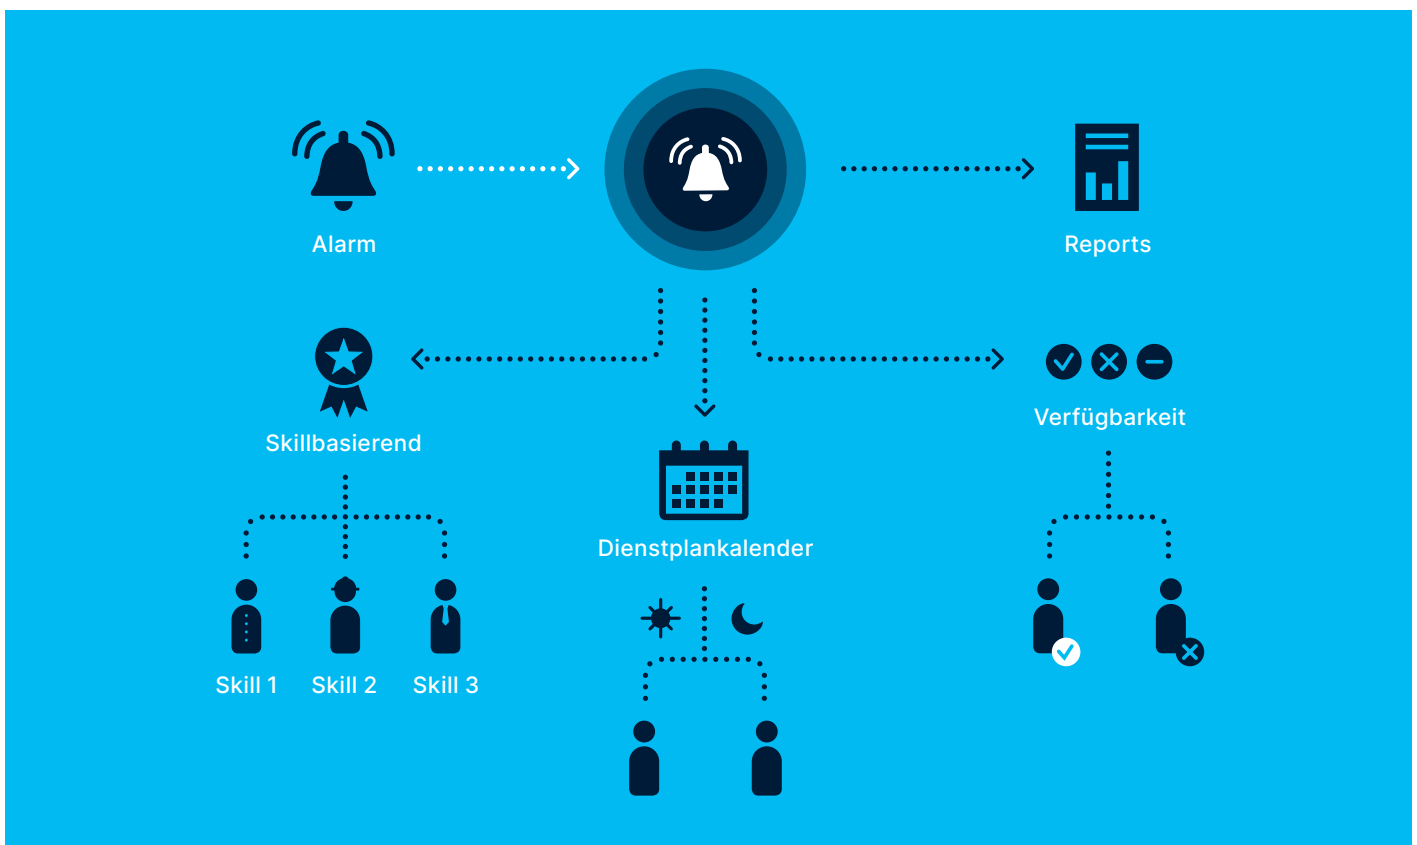 Alarm
Reports
Skillbasierend
Verfügbarkeit
Dienstplankalender
Skill 1
Skill 2
Skill 3